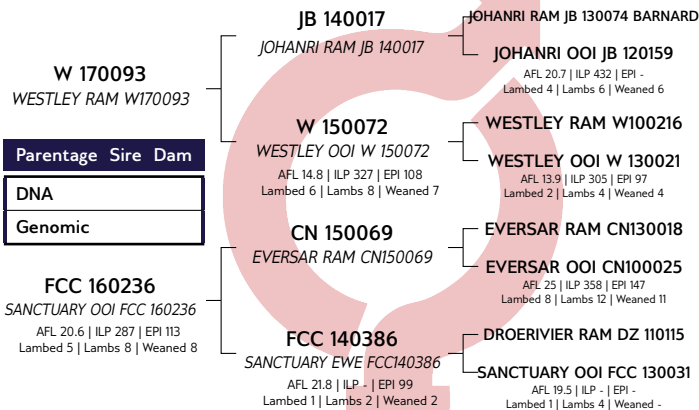 JB 140017
JOHANRI RAM JB 140017
JOHANRI RAM JB 130074 BARNARD
JOHANRI OOI JB 120159
AFL 20.7 | ILP 432 | EPI -
Lambed 4 | Lambs 6 | Weaned 6
W 170093
WESTLEY RAM W170093
W 150072
WESTLEY OOI W 150072
AFL 14.8 | ILP 327 | EPI 108
Lambed 6 | Lambs 8 | Weaned 7
WESTLEY RAM W100216
WESTLEY OOI W 130021
AFL 13.9 | ILP 305 | EPI 97
Lambed 2 | Lambs 4 | Weaned 4
Parentage Sire Dam
DNA
Genomic
CN 150069
EVERSAR RAM CN150069
EVERSAR RAM CN130018
EVERSAR OOI CN100025
AFL 25 | ILP 358 | EPI 147
Lambed 8 | Lambs 12 | Weaned 11
FCC 160236
SANCTUARY OOI FCC 160236
AFL 20.6 | ILP 287 | EPI 113
Lambed 5 | Lambs 8 | Weaned 8
FCC 140386
SANCTUARY EWE FCC140386
AFL 21.8 | ILP - | EPI 99
Lambed 1 | Lambs 2 | Weaned 2
DROERIVIER RAM DZ 110115
SANCTUARY OOI FCC 130031
AFL 19.5 | ILP - | EPI -
Lambed 1 | Lambs 4 | Weaned -